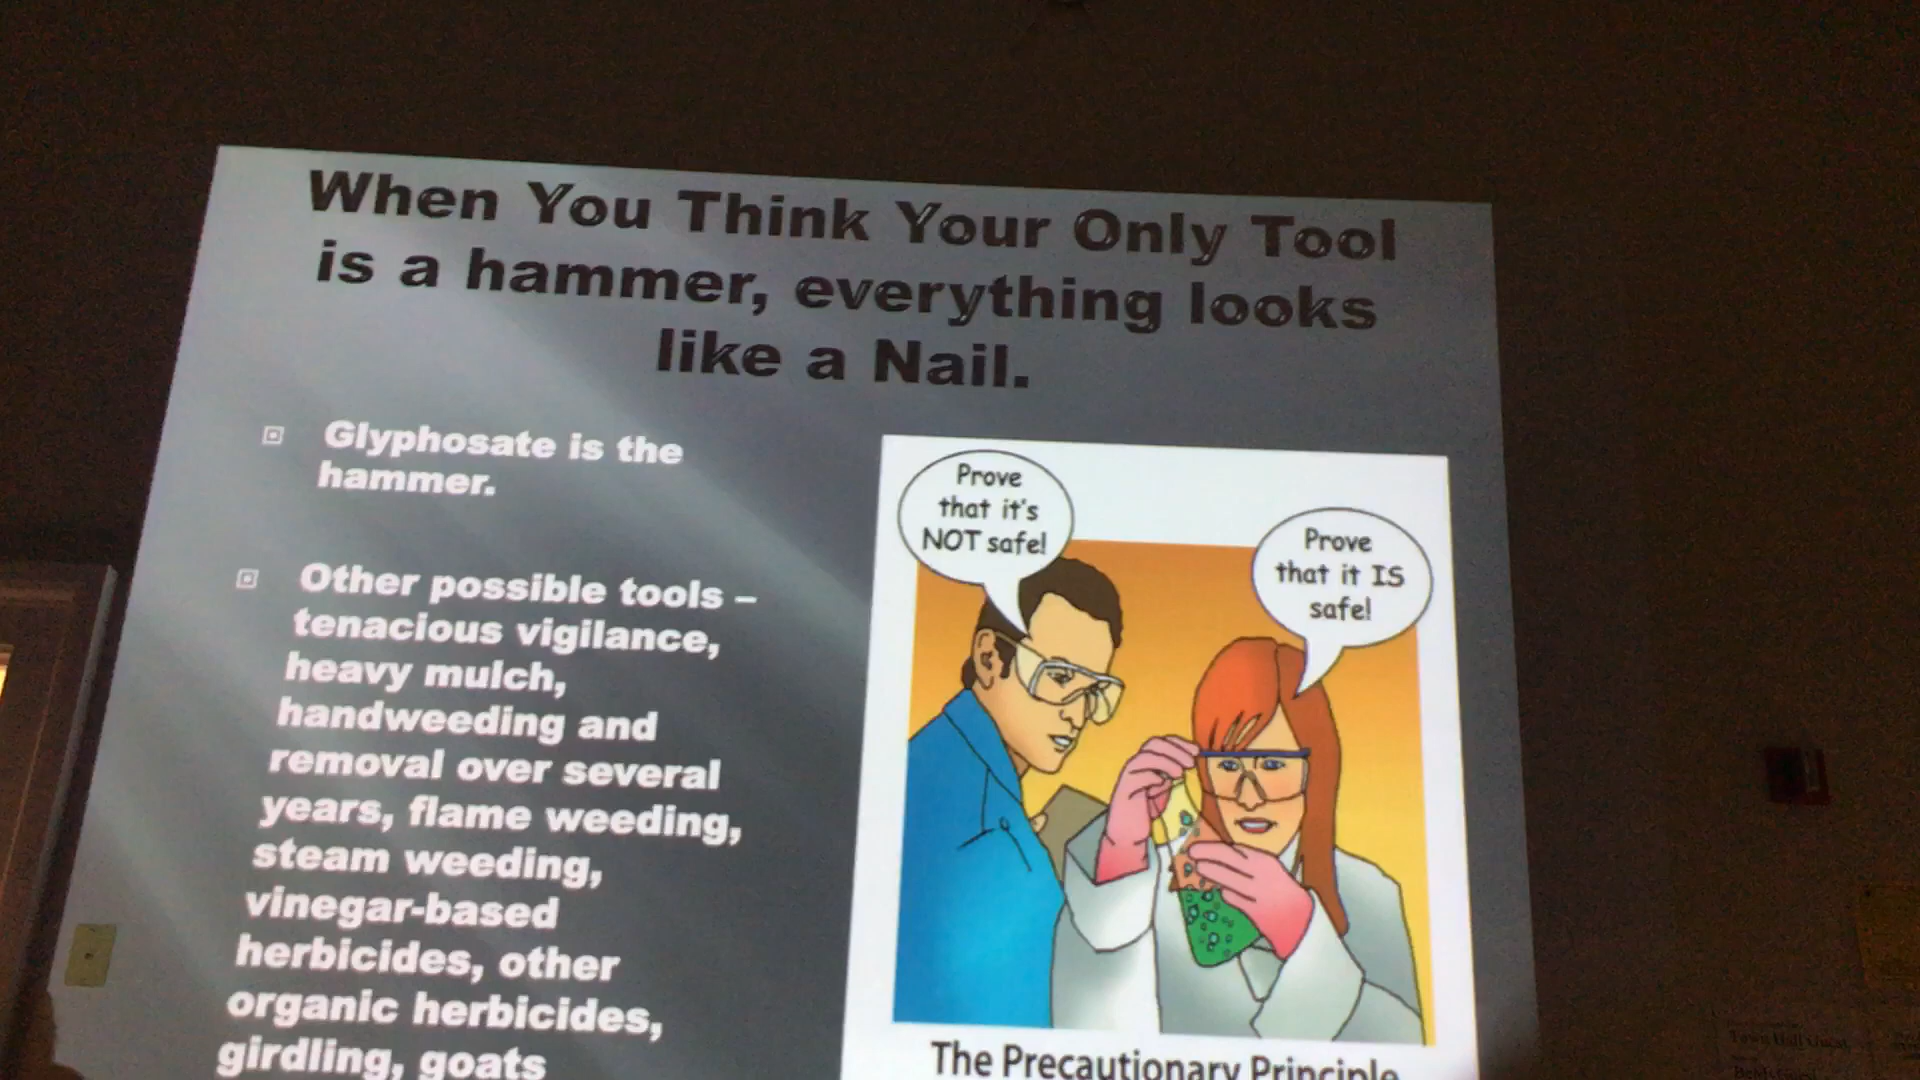 When You Think Your Only Tool
is a hammer, everything looks
like a Nail.
Glyphosate is the
hammer.
Other possible tools –
tenacious vigilance,
heavy mulch,
handweeding and
removal over several
years, flame weeding,
steam weeding,
vinegar-based
herbicides, other
organic herbicides,
girdling, goats
Prove
that it's
NOT safe!
Prove
that it IS
safe!
The Precautionary Principle